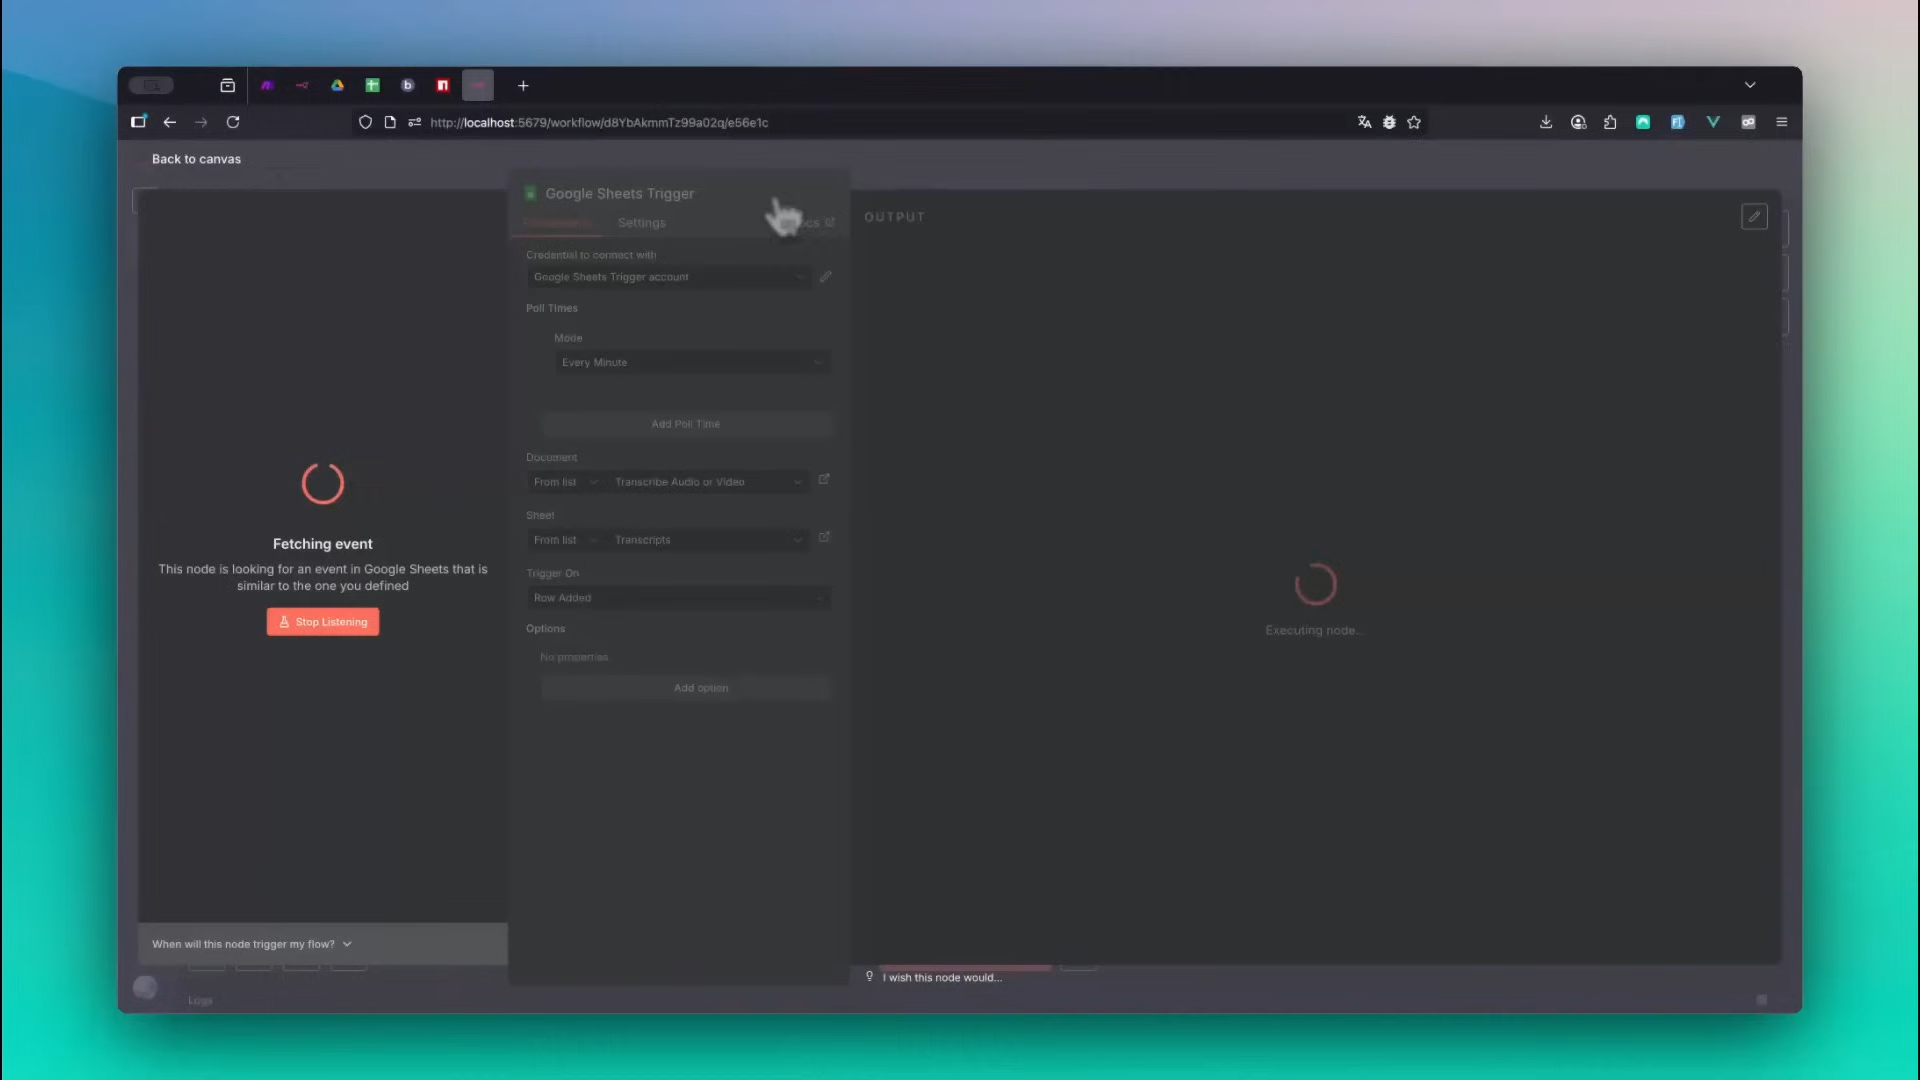 http://localhost:5679/workflow/d8YbAkmmTz99a02q/e56e1c
Back to canvas
Google Sheets Trigger
Settings
OUTPUT
Credential to connect with
Google Sheets Trigger account
Poll Times
Mode
Every Minute
Add Poll Time
Document
From list Transcribe Audio or Video
Sheet
From list Transcripts
Trigger On
Row Added
Options
No properties
Add option
Fetching event
This node is looking for an event in Google Sheets that is
similar to the one you defined
Stop Listening
Executing node...
When will this node trigger my flow?
I wish this node would...
Logs